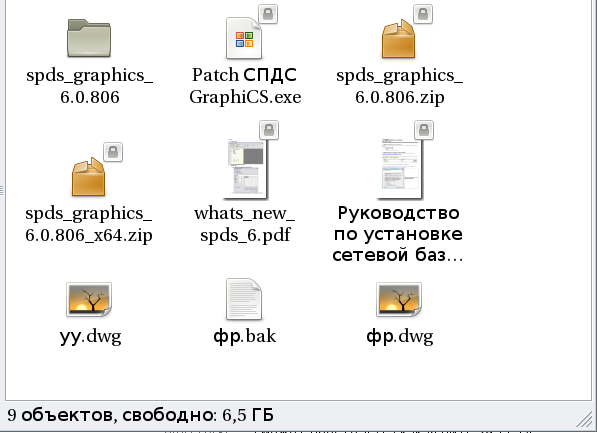 spds_graphics_
6.0.806
Patch СПДС
GraphiCS.exe
spds_graphics_
6.0.806.zip
spds_graphics_
6.0.806_x64.zip
whats_new_
spds_6.pdf
Руководство
по установке
сетевой баз...
уу.dwg
фр.bak
фр.dwg
9 объектов, свободно: 6,5 ГБ